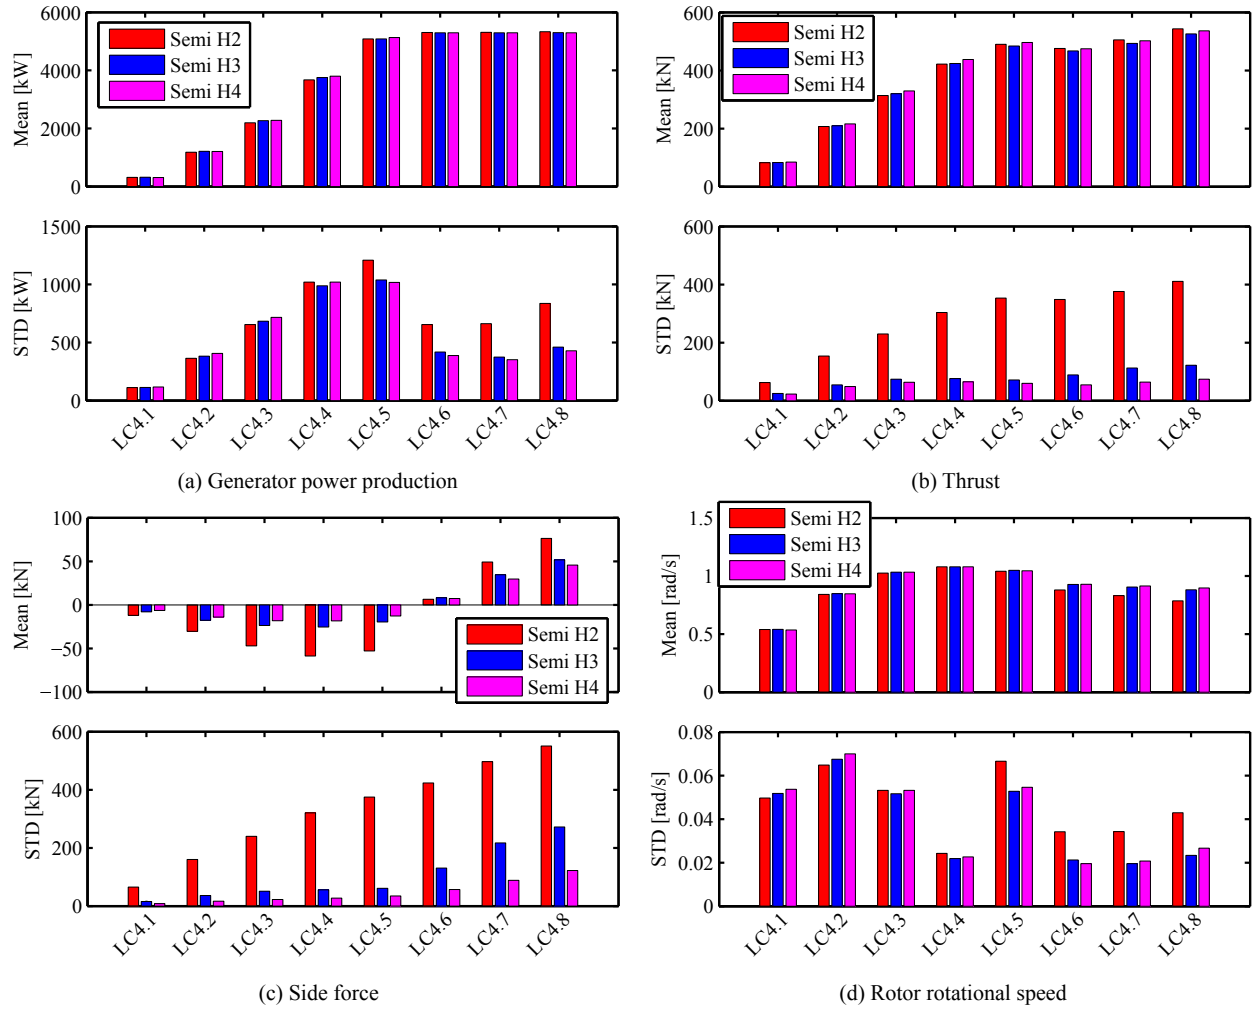 6000
4000
2000
0
Mean [kW]
Semi H2
Semi H3
Semi H4
1500
1000
500
0
STD [kW]
LC4.1 LC4.2 LC4.3 LC4.4 LC4.5 LC4.6 LC4.7 LC4.8
(a) Generator power production
600
400
200
0
Mean [kN]
Semi H2
Semi H3
Semi H4
600
400
200
0
STD [kN]
LC4.1 LC4.2 LC4.3 LC4.4 LC4.5 LC4.6 LC4.7 LC4.8
(b) Thrust
100
50
0
−50
−100
Mean [kN]
Semi H2
Semi H3
Semi H4
600
400
200
0
STD [kN]
LC4.1 LC4.2 LC4.3 LC4.4 LC4.5 LC4.6 LC4.7 LC4.8
(c) Side force
1.5
1
0.5
0
Mean [rad/s]
Semi H2
Semi H3
Semi H4
0.08
0.06
0.04
0.02
0
STD [rad/s]
LC4.1 LC4.2 LC4.3 LC4.4 LC4.5 LC4.6 LC4.7 LC4.8
(d) Rotor rotational speed